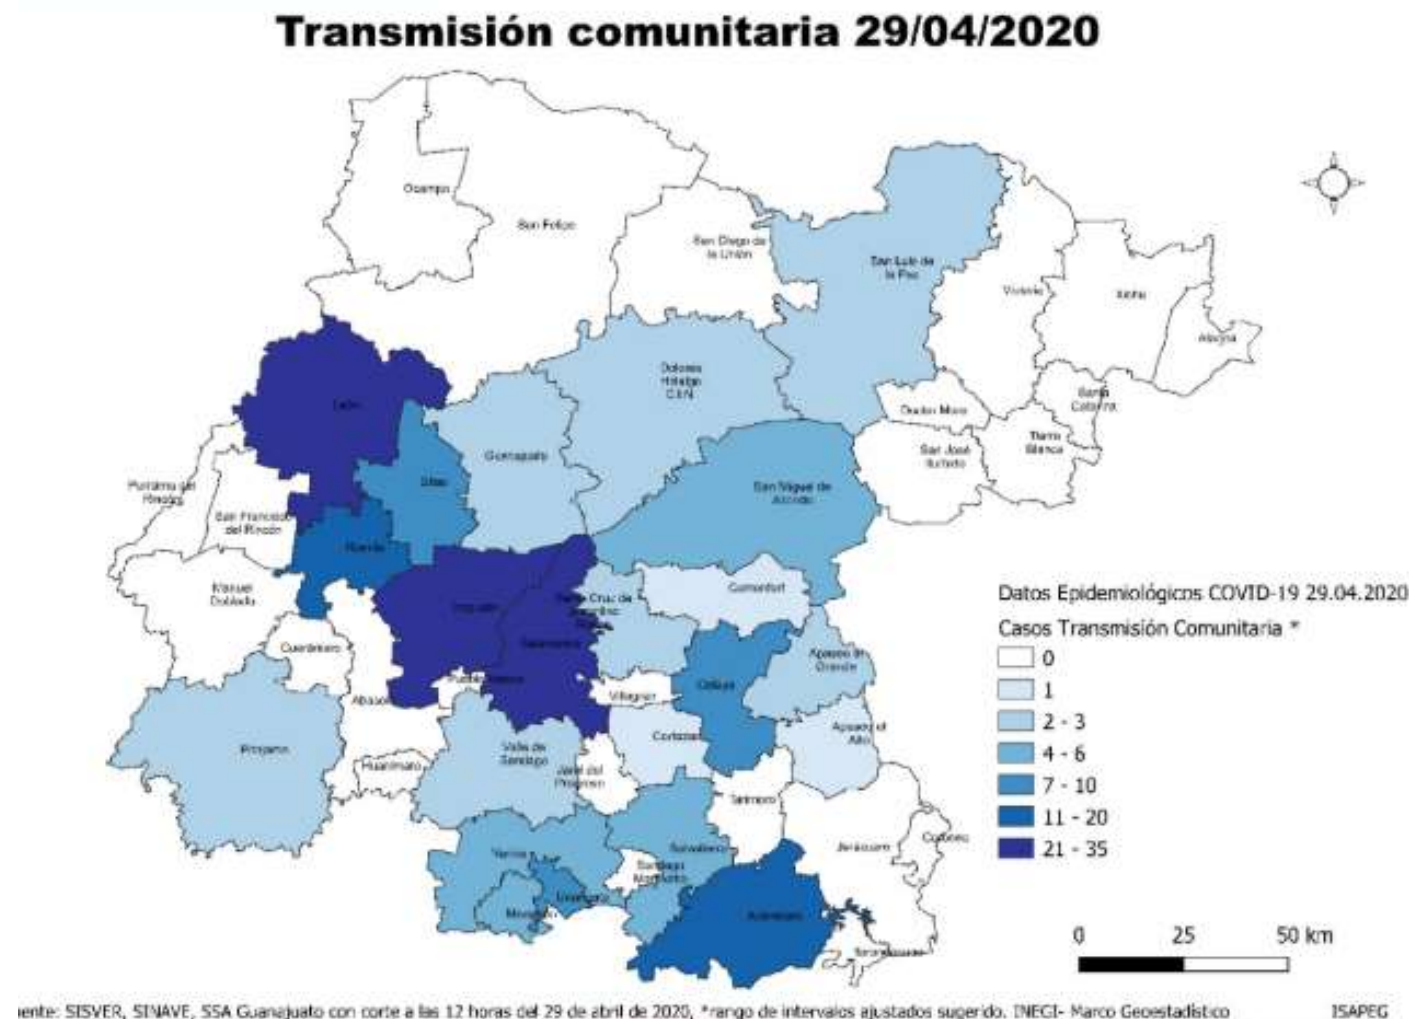 Transmisión comunitaria 29/04/2020
Ocampo
San Felipe
San Diego de
la Unión
San Luis de
la Paz
Victoria
Xichú
Atarjea
León
Dolores
Hidalgo
C.I.N.
Santa
Catarina
Doctor Mora
Tierra
Blanca
San José
Iturbide
Guanajuato
Silao
San Miguel de
Allende
Purísima del
Rincón
San Francisco
del Rincón
Romita
Manuel
Doblado
Comonfort
Irapuato
Santa Cruz de
Salamanca
Cuerámaro
Apaseo el
Grande
Pueblo Nuevo
Celaya
Villagrán
Abasolo
Apaseo el
Alto
Cortazar
Pénjamo
Valle de
Santiago
Huanímaro
Jaral del
Progreso
Tarimoro
Yuriria
Salvatierra
Jerécuaro
Coroneo
Santiago
Maravatío
Uriangato
Moroleón
Acámbaro
Tarandacuao
Datos Epidemiológicos COVID-19 29.04.2020
Casos Transmisión Comunitaria *
0
1
2 - 3
4 - 6
7 - 10
11 - 20
21 - 35
0 25 50 km
uente: SISVER, SINAVE, SSA Guanajuato con corte a las 12 horas del 29 de abril de 2020, *rango de intervalos ajustados sugerido. INEGI- Marco Geoestadístico ISAPEG